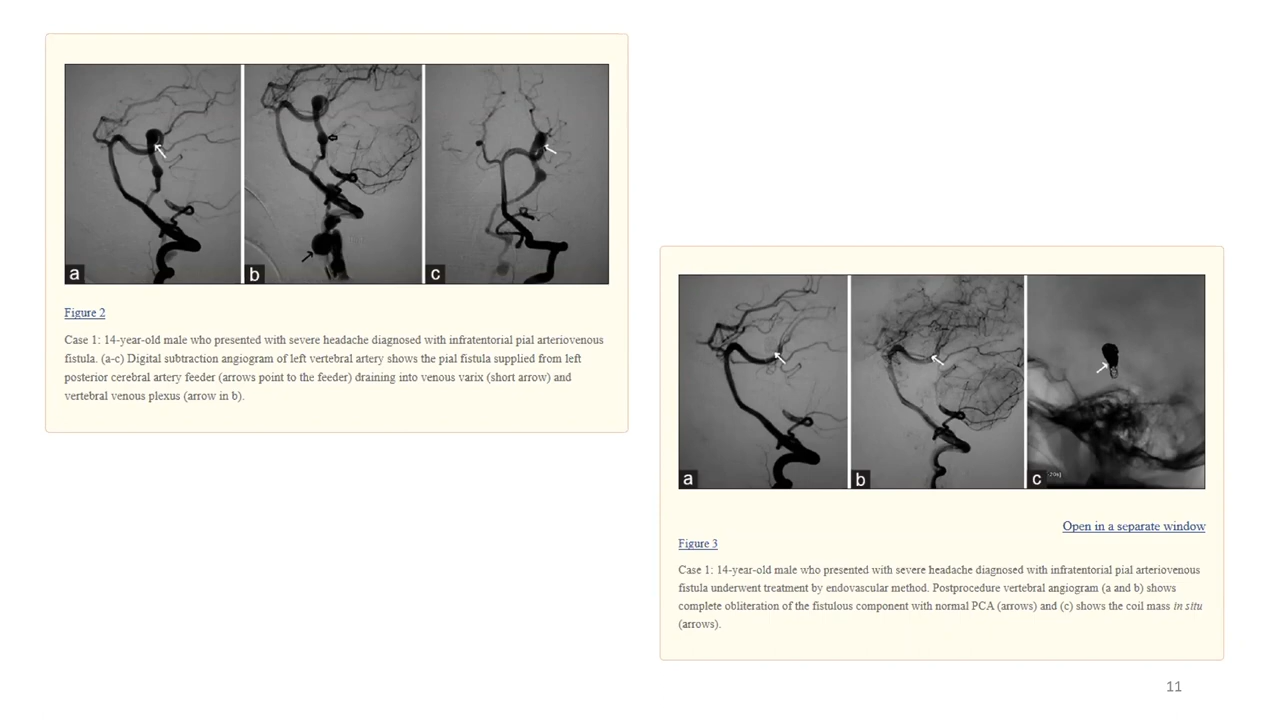 a
b
c
Figure 2
Case 1: 14-year-old male who presented with severe headache diagnosed with infratentorial pial arteriovenous
fistula. (a-c) Digital subtraction angiogram of left vertebral artery shows the pial fistula supplied from left
posterior cerebral artery feeder (arrows point to the feeder) draining into venous varix (short arrow) and
vertebral venous plexus (arrow in b).
a
b
c
Open in a separate window
Figure 3
Case 1: 14-year-old male who presented with severe headache diagnosed with infratentorial pial arteriovenous
fistula underwent treatment by endovascular method. Postprocedure vertebral angiogram (a and b) shows
complete obliteration of the fistulous component with normal PCA (arrows) and (c) shows the coil mass in situ
(arrows).
11